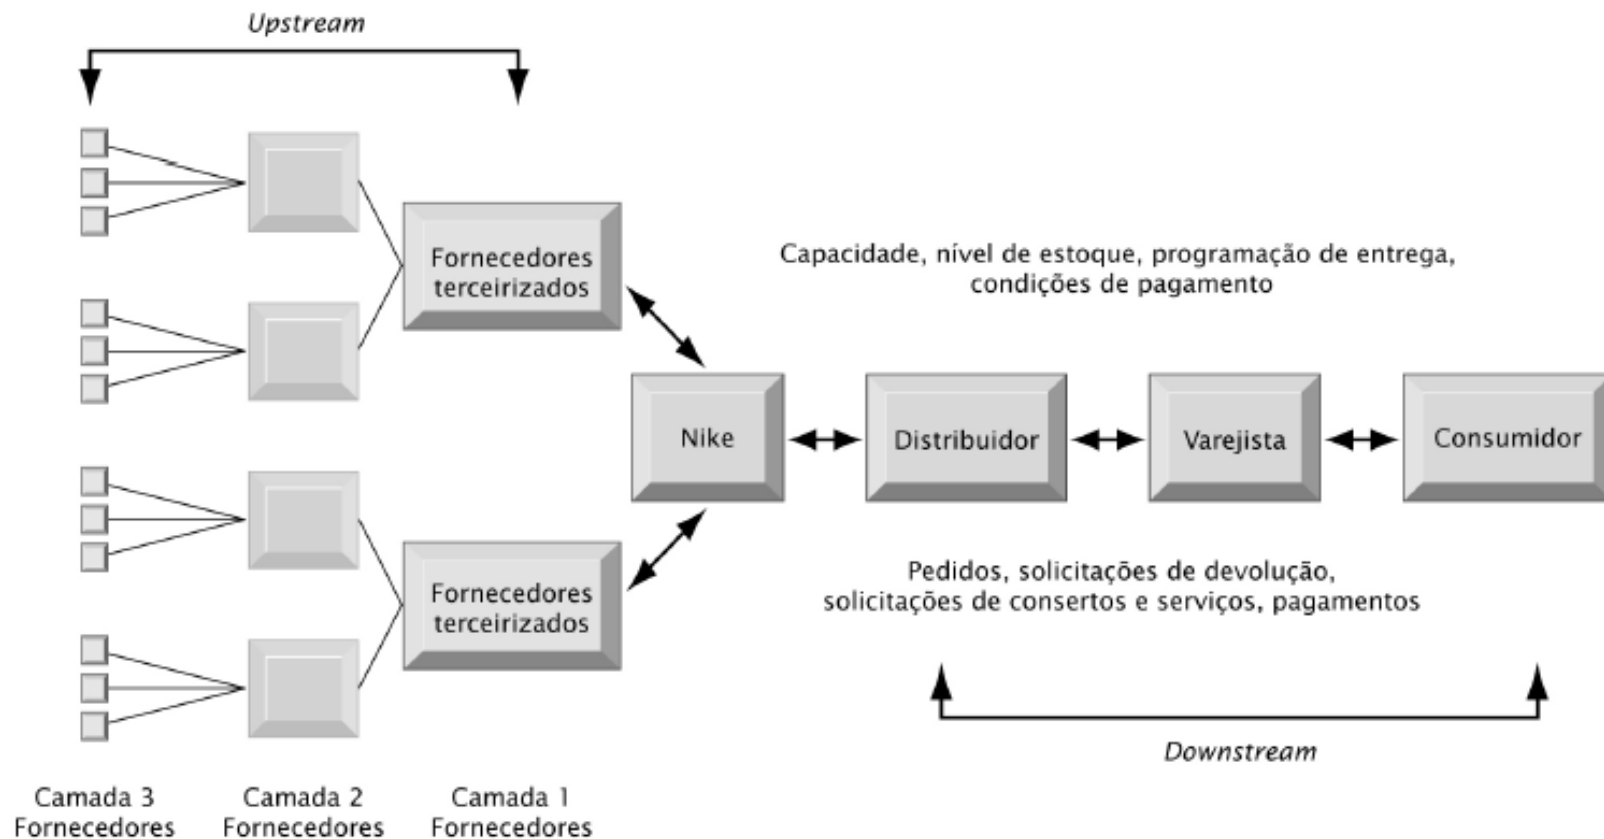 Upstream
Fornecedores
terceirizados
Capacidade, nível de estoque, programação de entrega,
condições de pagamento
Nike
Distribuidor
Varejista
Consumidor
Fornecedores
terceirizados
Pedidos, solicitações de devolução,
solicitações de consertos e serviços, pagamentos
Downstream
Camada 3
Fornecedores
Camada 2
Fornecedores
Camada 1
Fornecedores